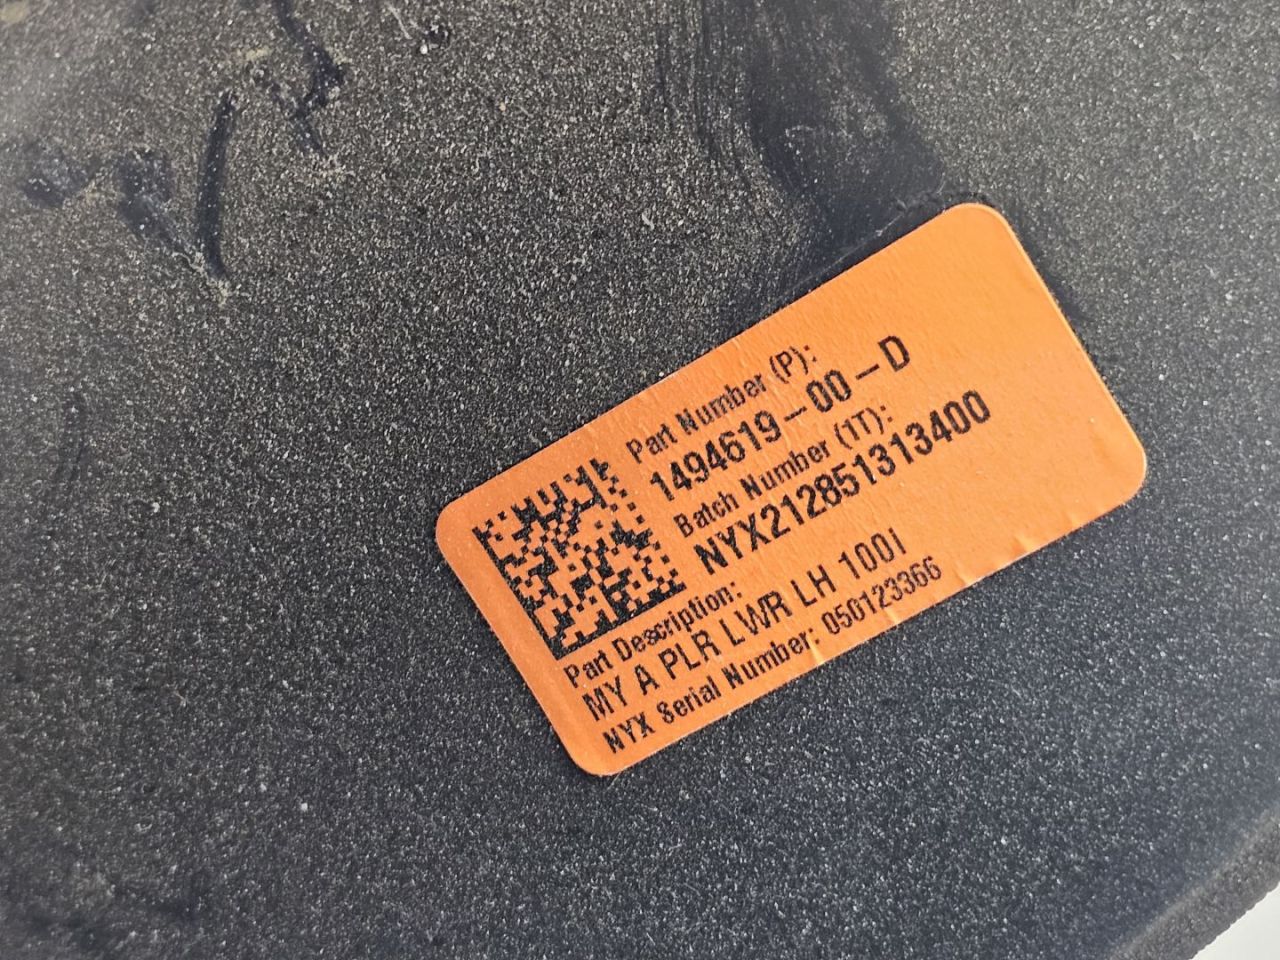 Part Number (P):
1494619-00-D
Batch Number (1T):
NYX212851313400
Part Description:
MY A PLR LWR LH 100I
NYX Serial Number: 050123366